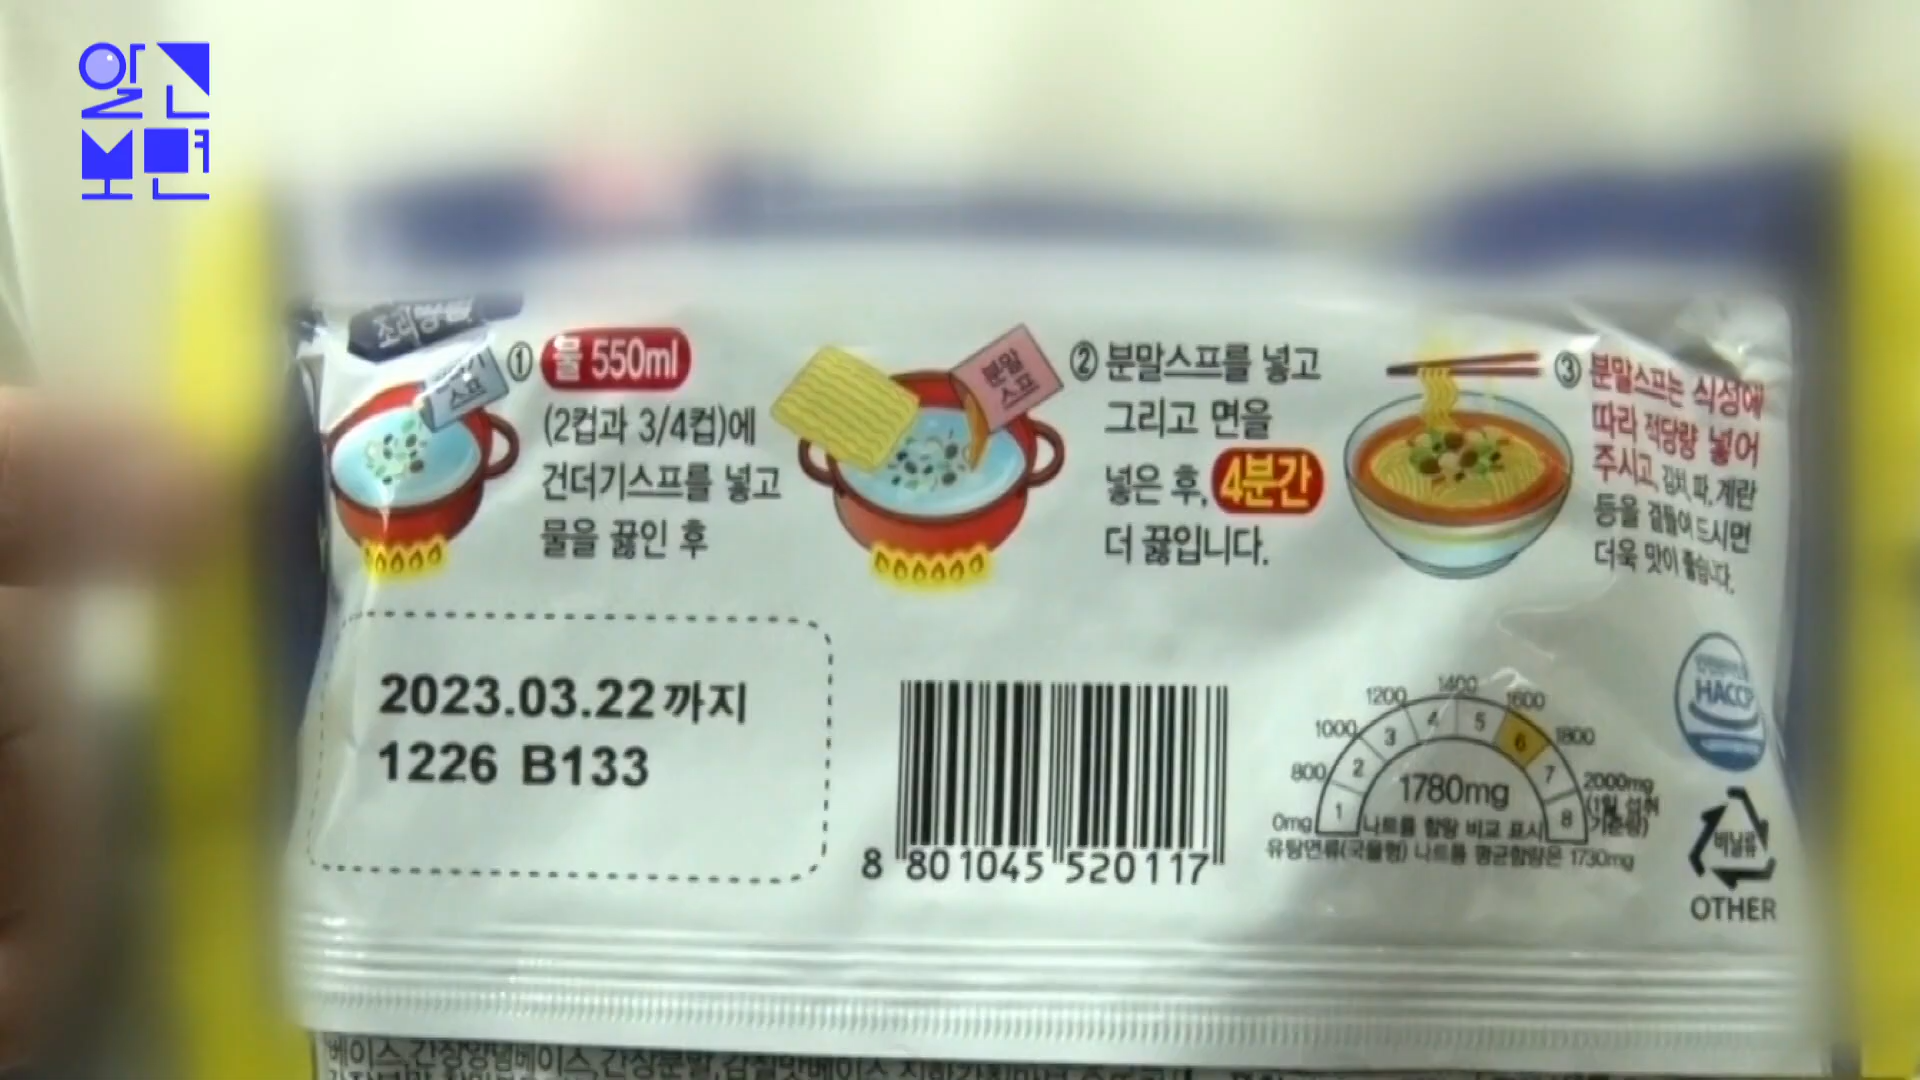 알고
보면
조리방법
스프
① 물 550ml
(2컵과 3/4컵)에
건더기스프를 넣고
물을 끓인 후
분말
스프
② 분말스프를 넣고
그리고 면을
넣은 후, 4분간
더 끓입니다.
③ 분말스프는 식성에
따라 적당량 넣어
주시고, 김치, 파, 계란
등을 곁들여 드시면
더욱 맛이 좋습니다.
2023.03.22 까지
1226 B133
8 801045 520117
0mg 800 1000 1200 1400 1600 1800 2000mg
(1일 섭취
기준량)
1 2 3 4 5 6 7 8
1780mg
나트륨 함량 비교 표시
유탕면류(국물형) 나트륨 평균함량은 1730mg
HACCP
비닐류
OTHER
베이스, 간장양념베이스, 간장분말, 감칠맛베이스